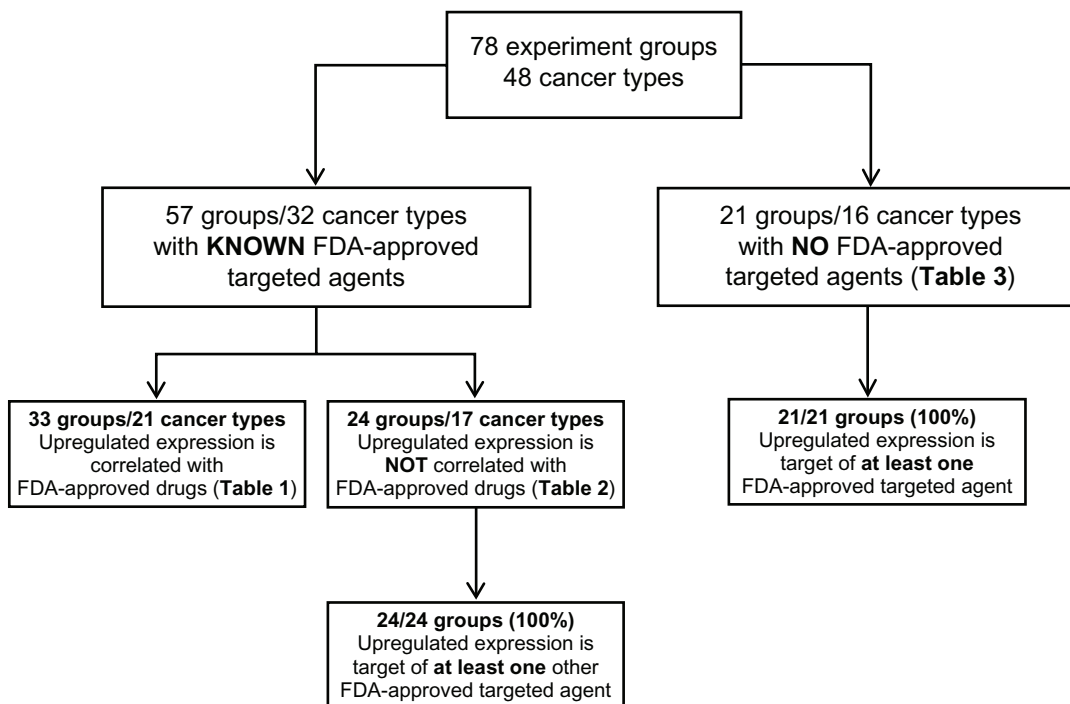 78 experiment groups
48 cancer types
57 groups/32 cancer types
with KNOWN FDA-approved
targeted agents
21 groups/16 cancer types
with NO FDA-approved
targeted agents (Table 3)
33 groups/21 cancer types
Upregulated expression is
correlated with
FDA-approved drugs (Table 1)
24 groups/17 cancer types
Upregulated expression is
NOT correlated with
FDA-approved drugs (Table 2)
21/21 groups (100%)
Upregulated expression is
target of at least one
FDA-approved targeted agent
24/24 groups (100%)
Upregulated expression is
target of at least one other
FDA-approved targeted agent